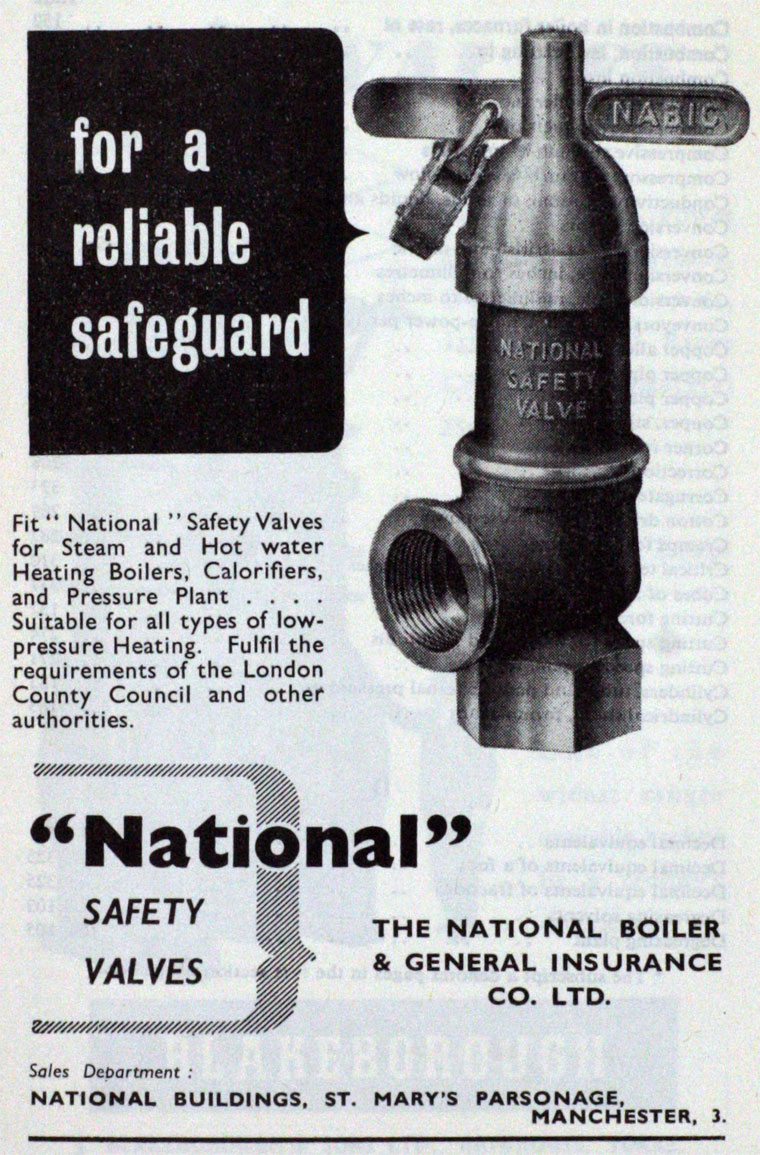 for a
reliable
safeguard
NABIC
NATIONAL
SAFETY
VALVE
Fit " National " Safety Valves
for Steam and Hot water
Heating Boilers, Calorifiers,
and Pressure Plant . . . .
Suitable for all types of low-
pressure Heating. Fulfil the
requirements of the London
County Council and other
authorities.
"National"
SAFETY
VALVES
THE NATIONAL BOILER
& GENERAL INSURANCE
CO. LTD.
Sales Department :
NATIONAL BUILDINGS, ST. MARY'S PARSONAGE,
MANCHESTER, 3.